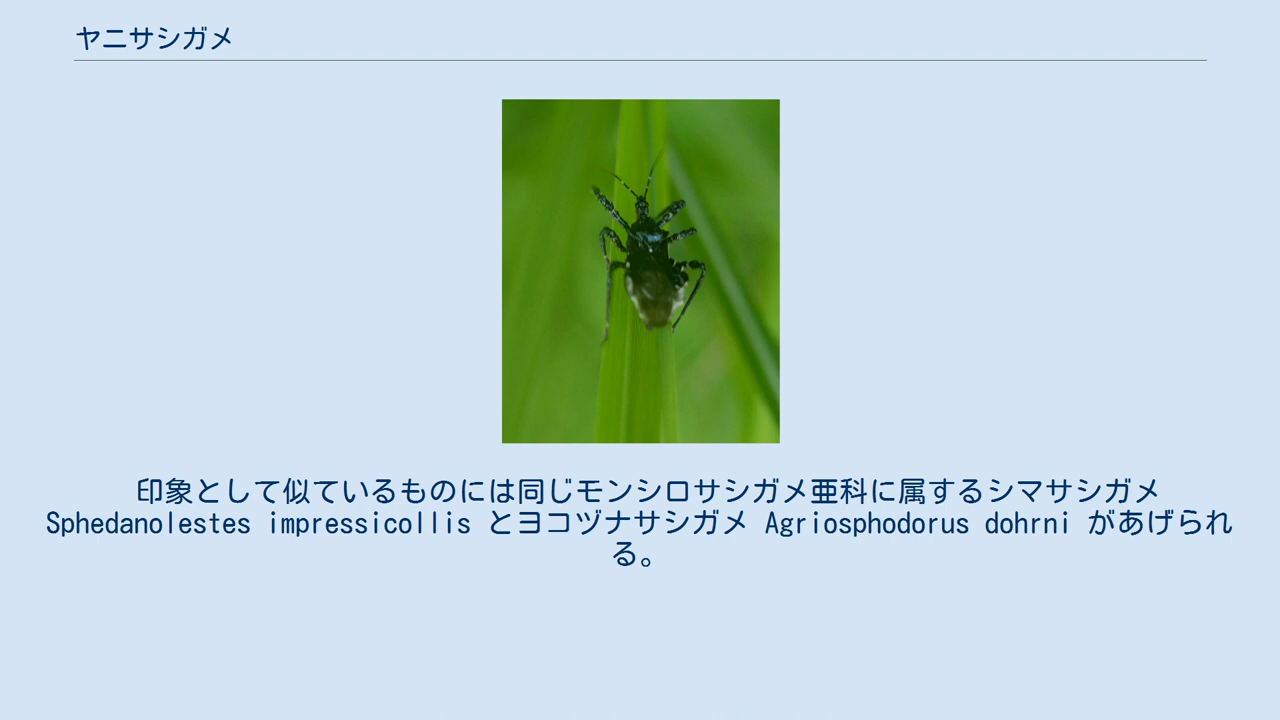 ヤニサシガメ
印象として似ているものには同じモンシロサシガメ亜科に属するシマサシガメ
Sphedanolestes impressicollis とヨコヅナサシガメ Agriosphodorus dohrni があげられ
る。